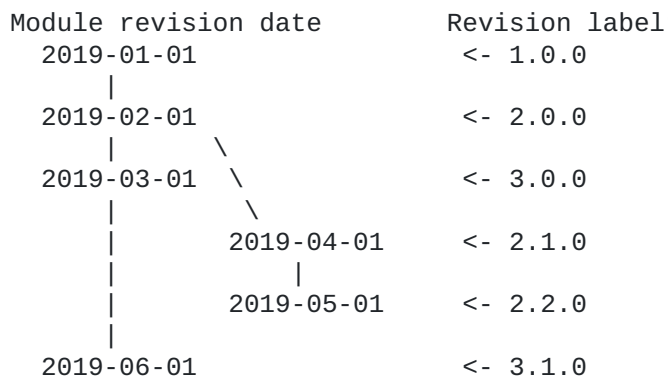 Module revision date        Revision label
  2019-01-01                 <- 1.0.0
      |
  2019-02-01                 <- 2.0.0
      |      \
  2019-03-01  \              <- 3.0.0
      |        \
      |       2019-04-01     <- 2.1.0
      |           |
      |       2019-05-01     <- 2.2.0
      |
  2019-06-01                 <- 3.1.0